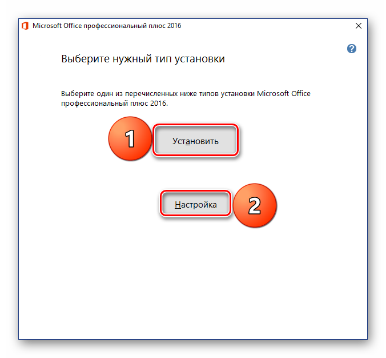 Microsoft Office профессиональный плюс 2016
Выберите нужный тип установки
Выберите один из перечисленных ниже типов установки Microsoft Office
профессиональный плюс 2016.
1
Установить
Настройка
2